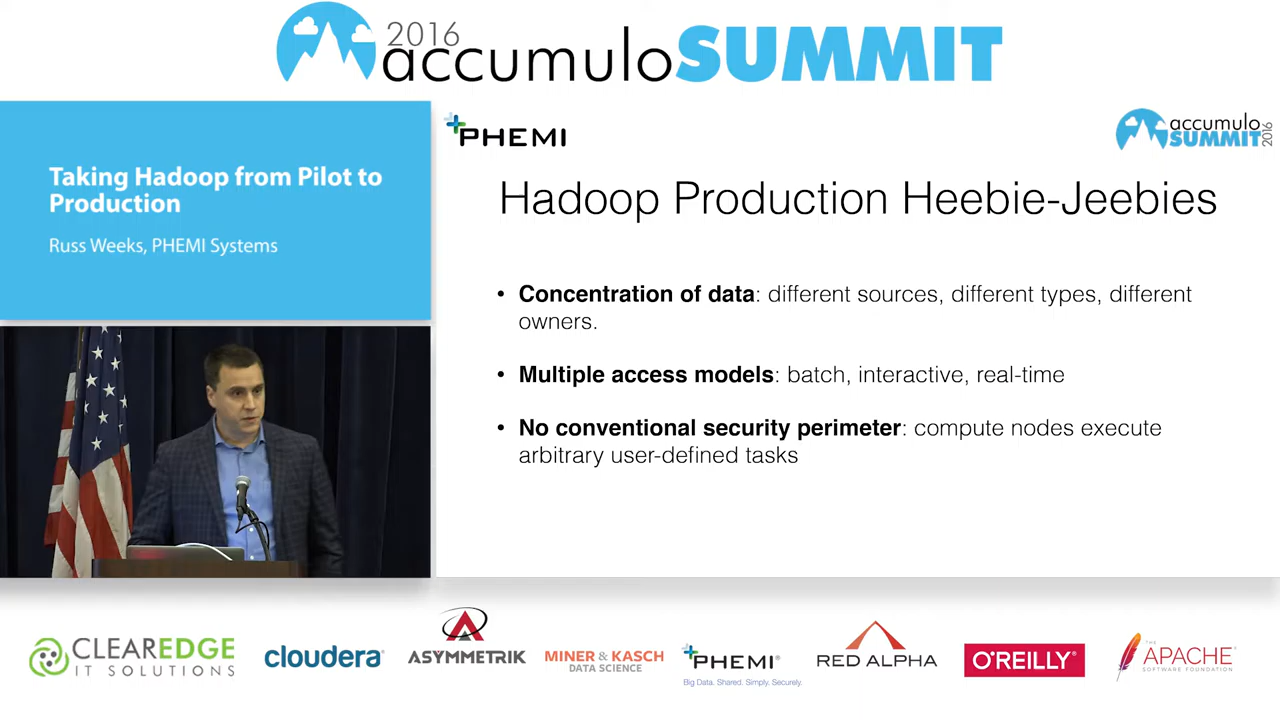 2016
accumuloSUMMIT
Taking Hadoop from Pilot to
Production
Russ Weeks, PHEMI Systems
PHEMI
accumulo
SUMMIT
2016
Hadoop Production Heebie-Jeebies
• Concentration of data: different sources, different types, different
owners.
• Multiple access models: batch, interactive, real-time
• No conventional security perimeter: compute nodes execute
arbitrary user-defined tasks
CLEAREDGE
IT SOLUTIONS
cloudera
ASYMMETRIK
MINER & KASCH
DATA SCIENCE
PHEMI®
Big Data. Shared. Simply. Securely.
RED ALPHA
O'REILLY®
THE
APACHE®
SOFTWARE FOUNDATION